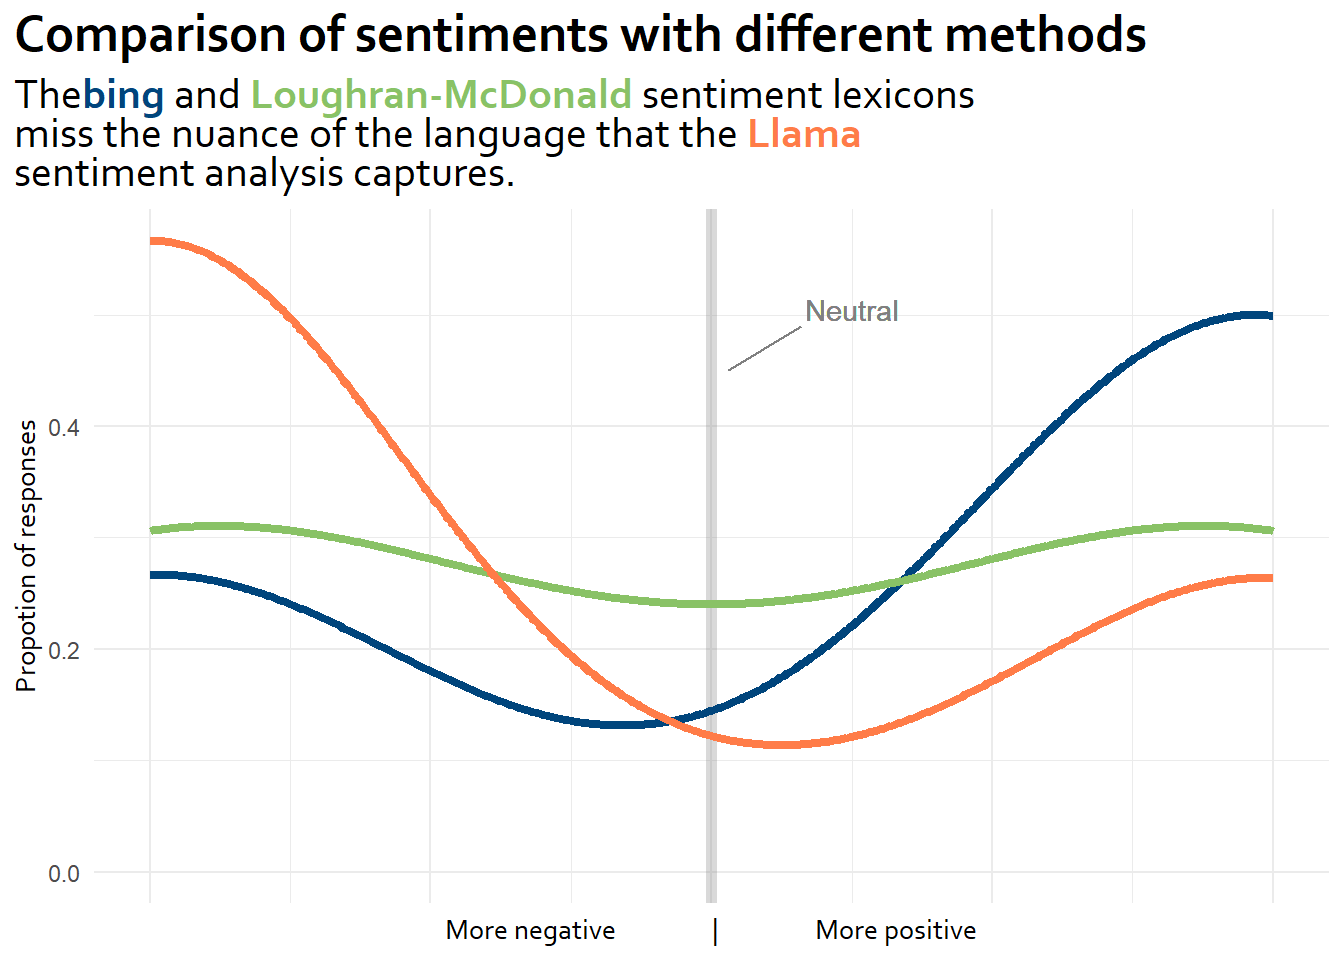 Comparison of sentiments with different methods
Thebing and Loughran-McDonald sentiment lexicons
miss the nuance of the language that the Llama
sentiment analysis captures.
Neutral
0.4
0.2
0.0
Propotion of responses
More negative | More positive